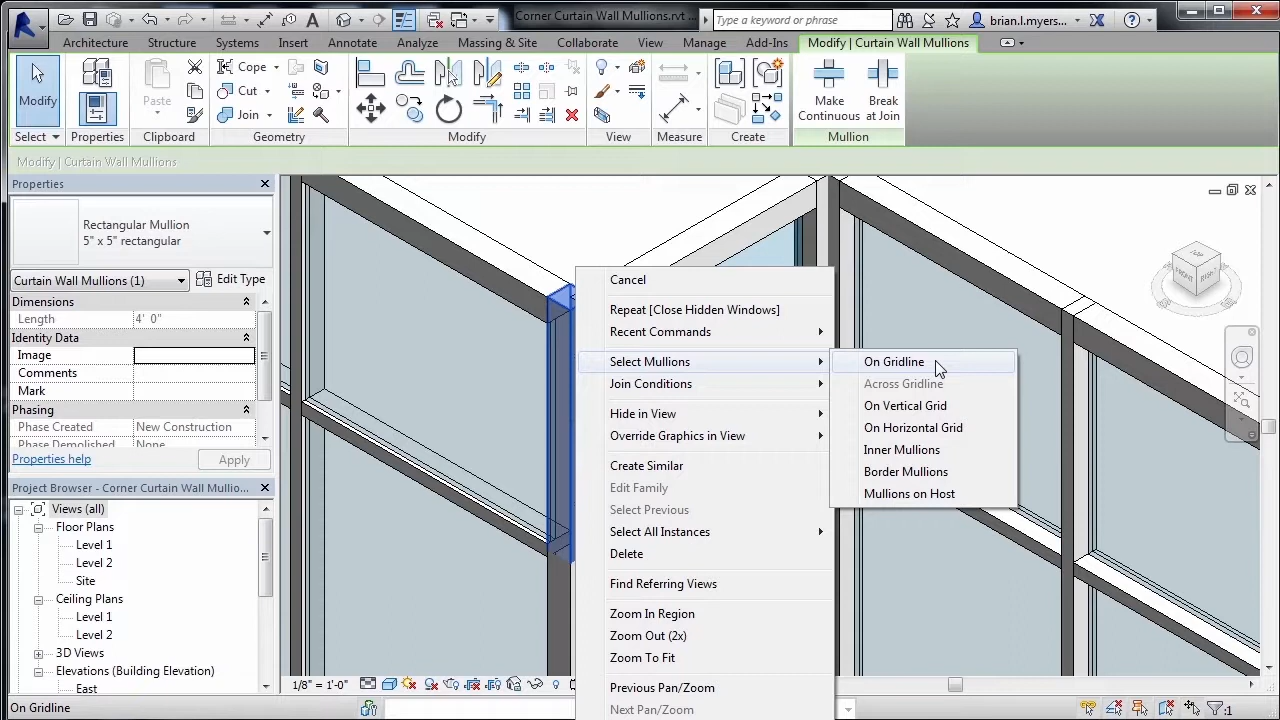 Corner Curtain Wall Mullions.rvt ...
Type a keyword or phrase
brian.l.myers...
Architecture Structure Systems Insert Annotate Analyze Massing & Site Collaborate View Manage Add-Ins Modify | Curtain Wall Mullions
Modify
Paste
Cope
Cut
Join
Make Continuous
Break at Join
Select Properties Clipboard Geometry Modify View Measure Create Mullion
Modify | Curtain Wall Mullions
Properties
Rectangular Mullion
5" x 5" rectangular
Curtain Wall Mullions (1)
Edit Type
Dimensions
Length 4' 0"
Identity Data
Image
Comments
Mark
Phasing
Phase Created New Construction
Phase Demolished None
Properties help
Apply
Project Browser - Corner Curtain Wall Mullio...
Views (all)
Floor Plans
Level 1
Level 2
Site
Ceiling Plans
Level 1
Level 2
3D Views
Elevations (Building Elevation)
East
Cancel
Repeat [Close Hidden Windows]
Recent Commands
Select Mullions
Join Conditions
Hide in View
Override Graphics in View
Create Similar
Edit Family
Select Previous
Select All Instances
Delete
Find Referring Views
Zoom In Region
Zoom Out (2x)
Zoom To Fit
Previous Pan/Zoom
Next Pan/Zoom
On Gridline
Across Gridline
On Vertical Grid
On Horizontal Grid
Inner Mullions
Border Mullions
Mullions on Host
FRONT
1/8" = 1'-0"
On Gridline
:1